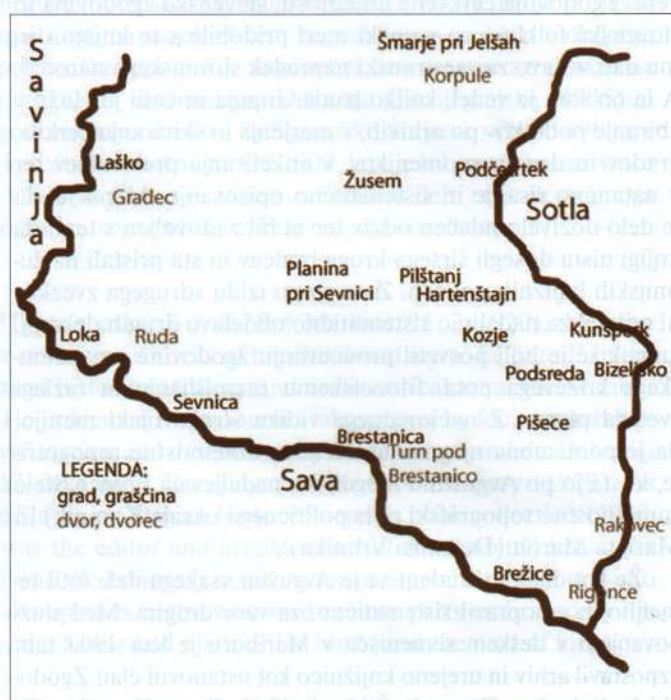 Savinja
Šmarje pri Jelšah
Korpule
Laško
Gradec
Žusem
Podčetrtek
Sotla
Planina
pri Sevnici
Pilštanj
Hartenštajn
Loka
Ruda
Kozje
Kunšperk
Podsreda
Bizeljsko
Sevnica
Pišece
Brestanica
Turn pod
Brestanico
LEGENDA:
grad, graščina
dvor, dvorec
Sava
Rakovec
Brežice
Rigonce